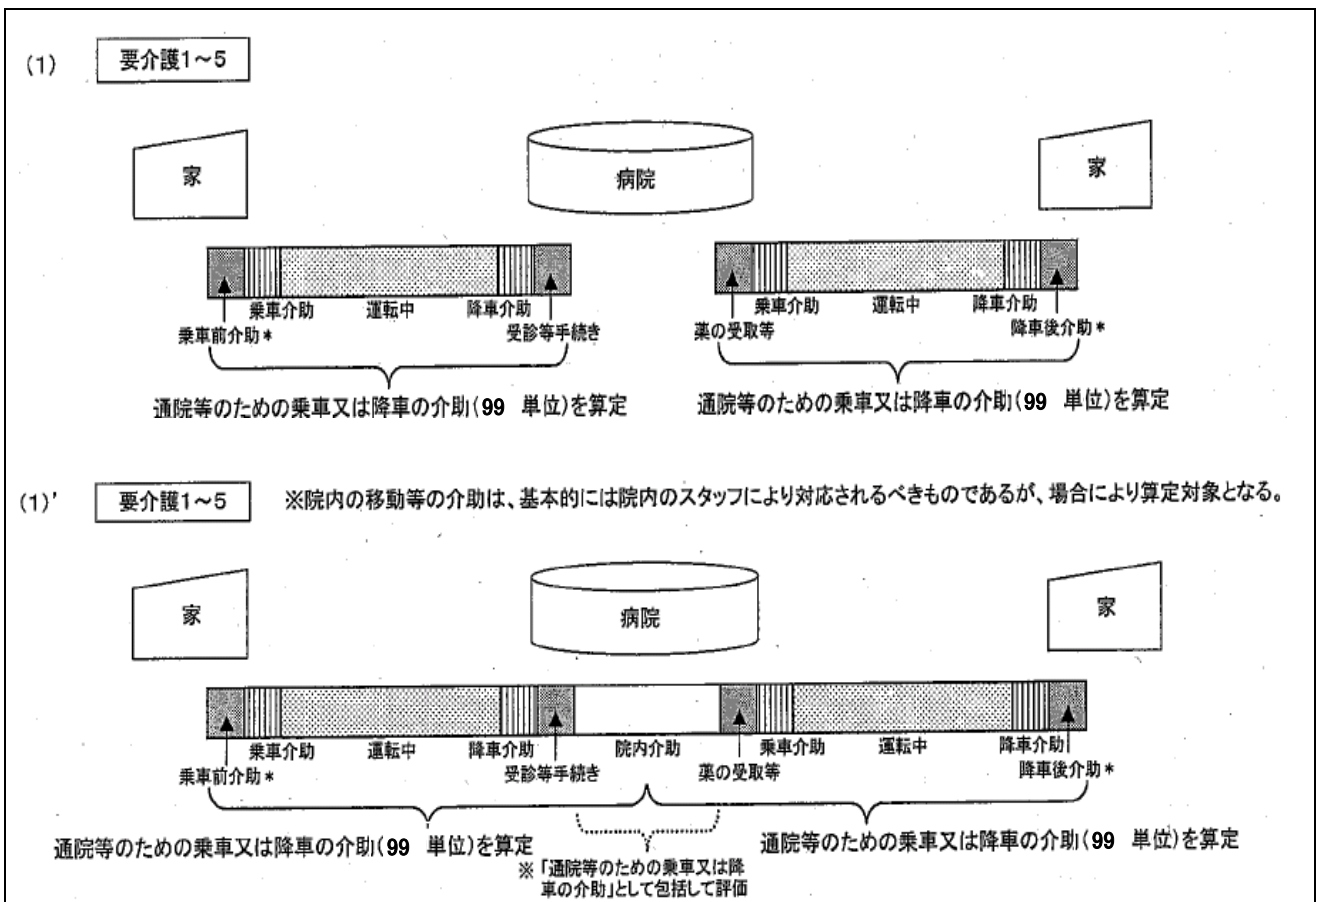 (1) 要介護1～5
家 病院 家
乗車介助 運転中 降車介助 乗車介助 運転中 降車介助
乗車前介助＊ 受診等手続き 薬の受取等 降車後介助＊
通院等のための乗車又は降車の介助(99 単位)を算定 通院等のための乗車又は降車の介助(99 単位)を算定
(1)' 要介護1～5 ※院内の移動等の介助は、基本的には院内のスタッフにより対応されるべきものであるが、場合により算定対象となる。
家 病院 家
乗車介助 運転中 降車介助 院内介助 乗車介助 運転中 降車介助
乗車前介助＊ 受診等手続き 薬の受取等 降車後介助＊
通院等のための乗車又は降車の介助(99 単位)を算定 通院等のための乗車又は降車の介助(99 単位)を算定
※「通院等のための乗車又は降
車の介助」として包括して評価